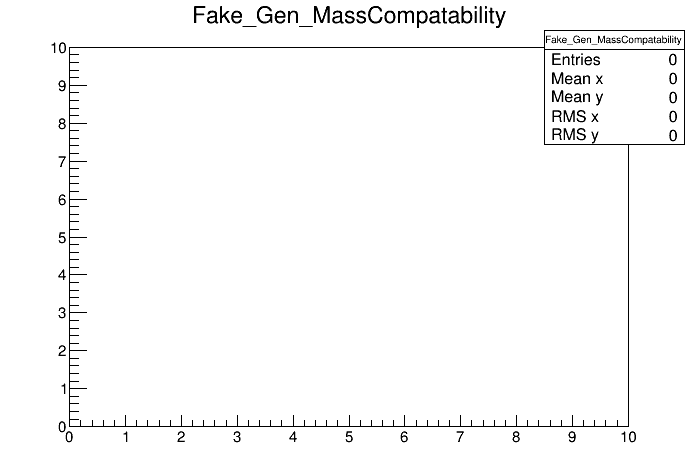 Fake_Gen_MassCompatability
Fake_Gen_MassCompatability
Entries 0
Mean x 0
Mean y 0
RMS x 0
RMS y 0
10
9
8
7
6
5
4
3
2
1
0
0 1 2 3 4 5 6 7 8 9 10